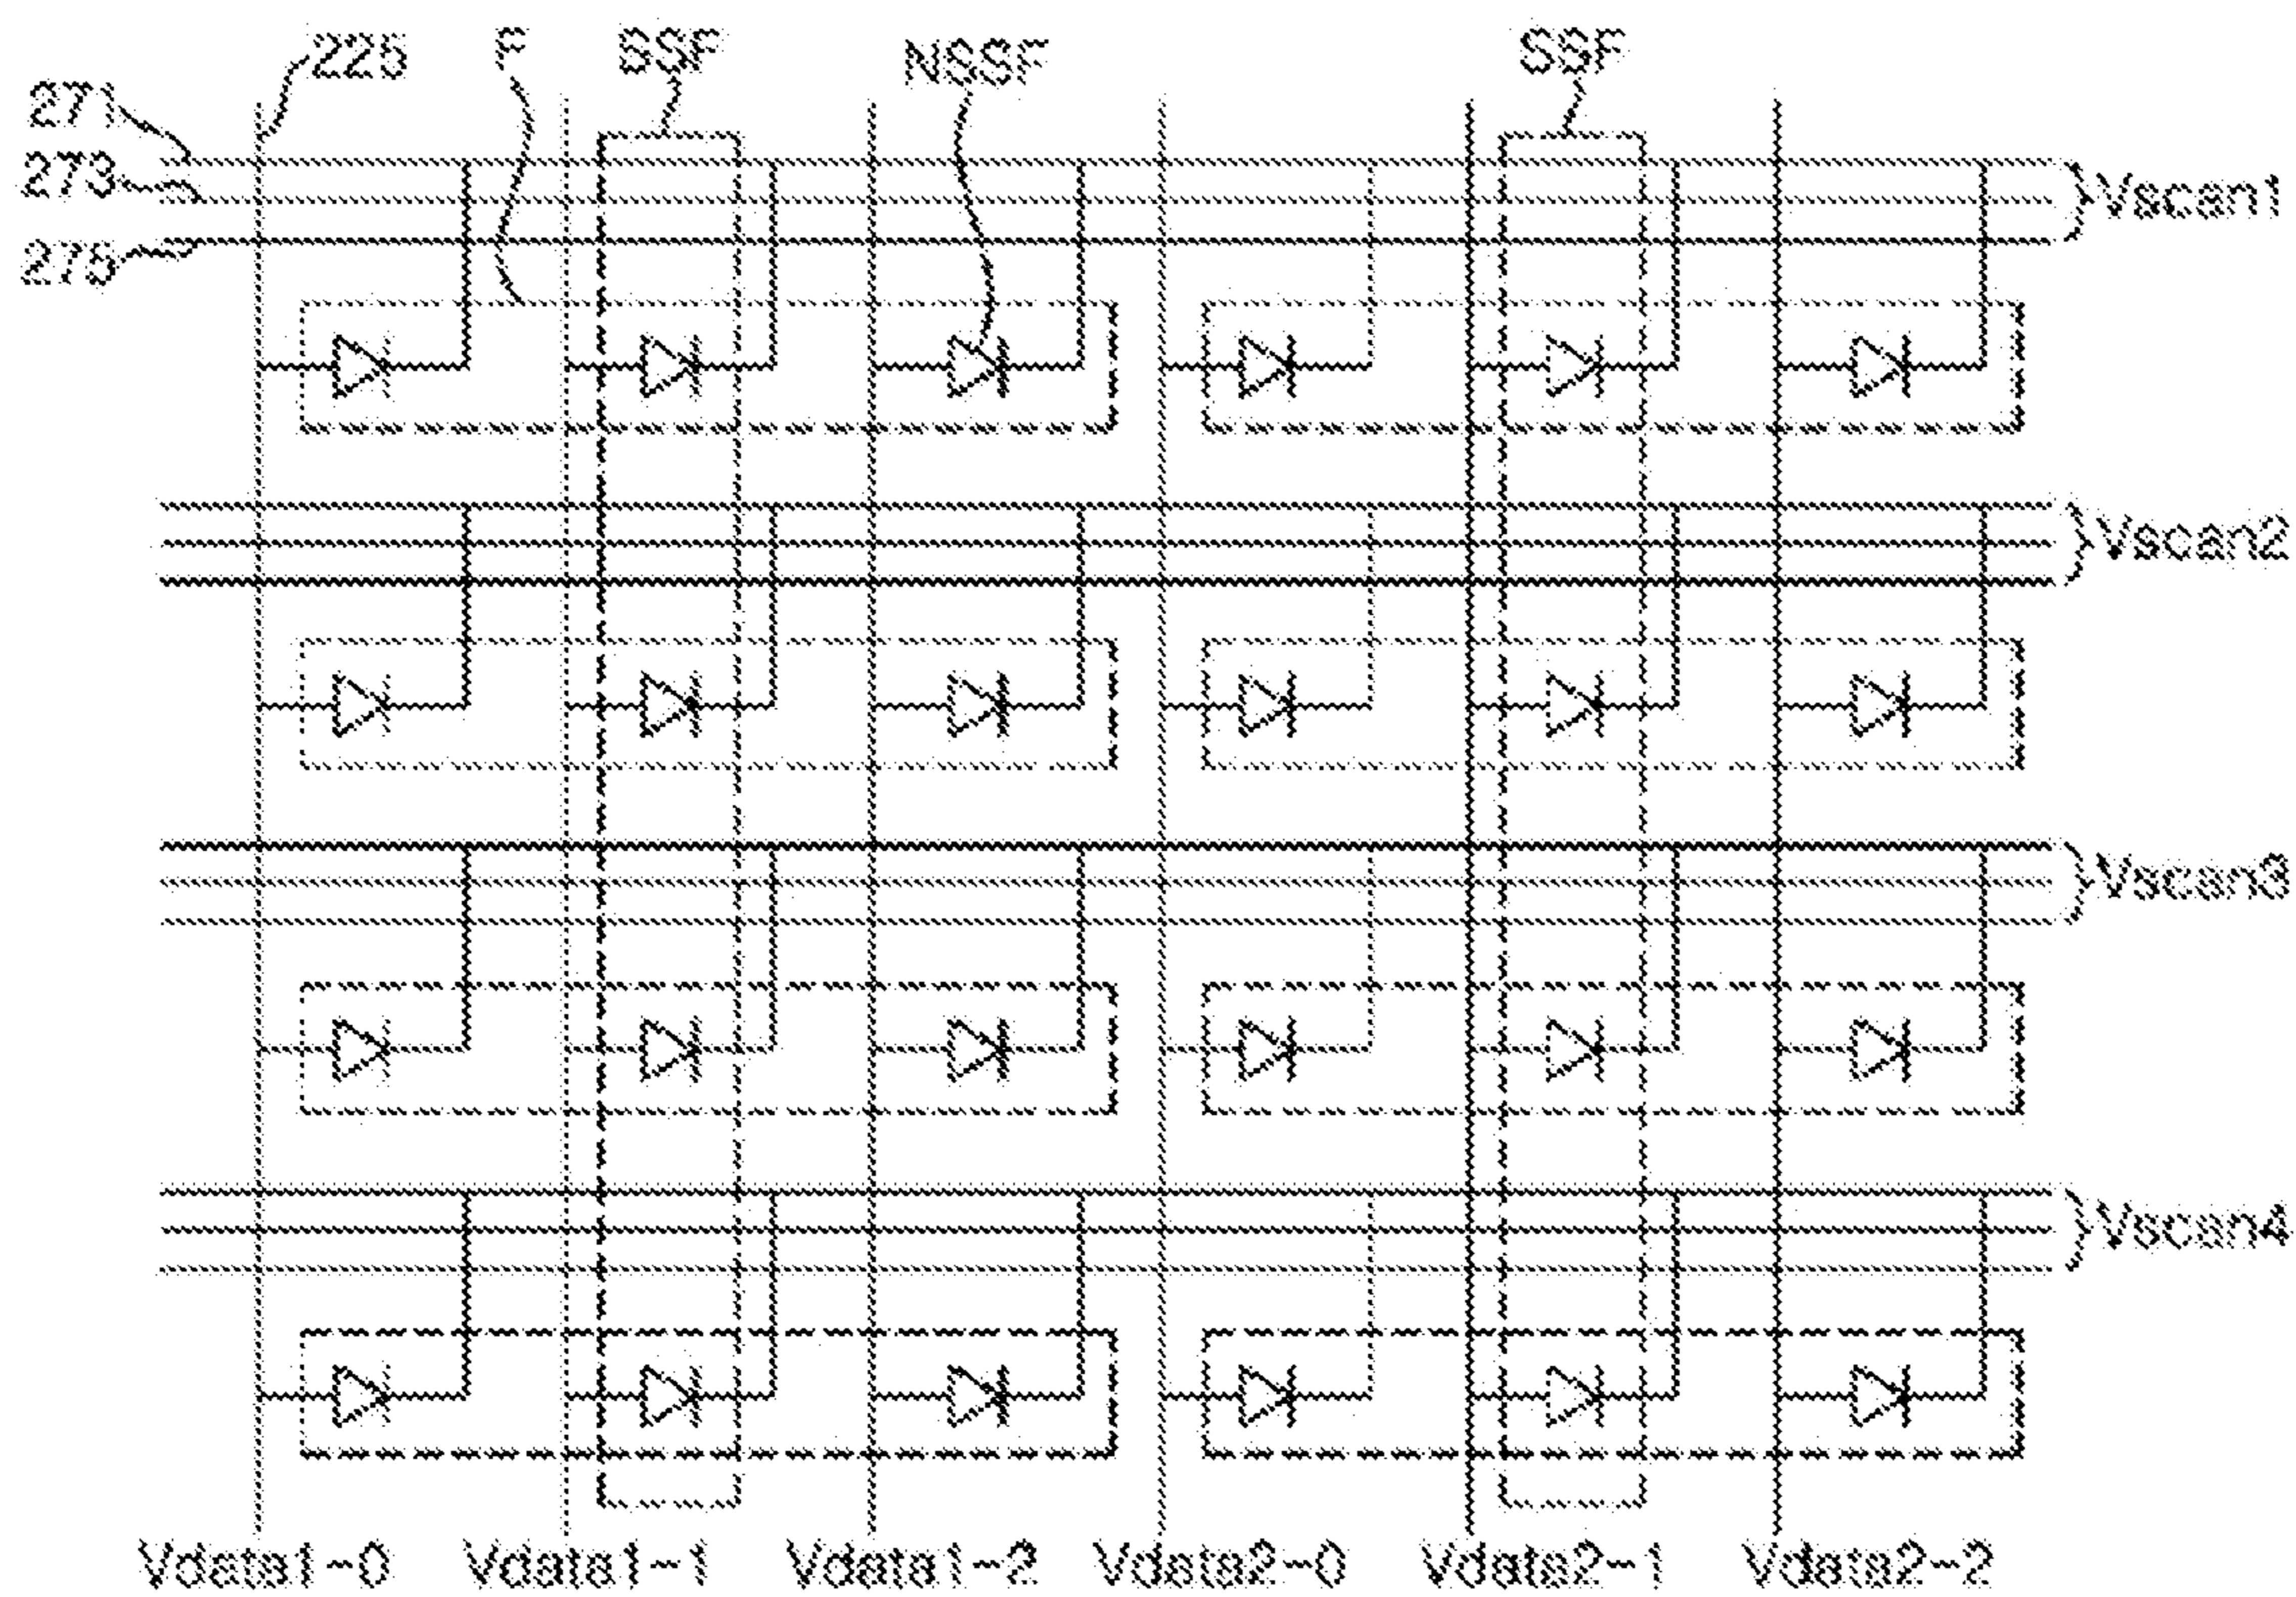 225 F SSF NSSF SSF
271
273
275
Vscan1
Vscan2
Vscan3
Vscan4
Vdata1-0 Vdata1-1 Vdata1-2 Vdata2-0 Vdata2-1 Vdata2-2